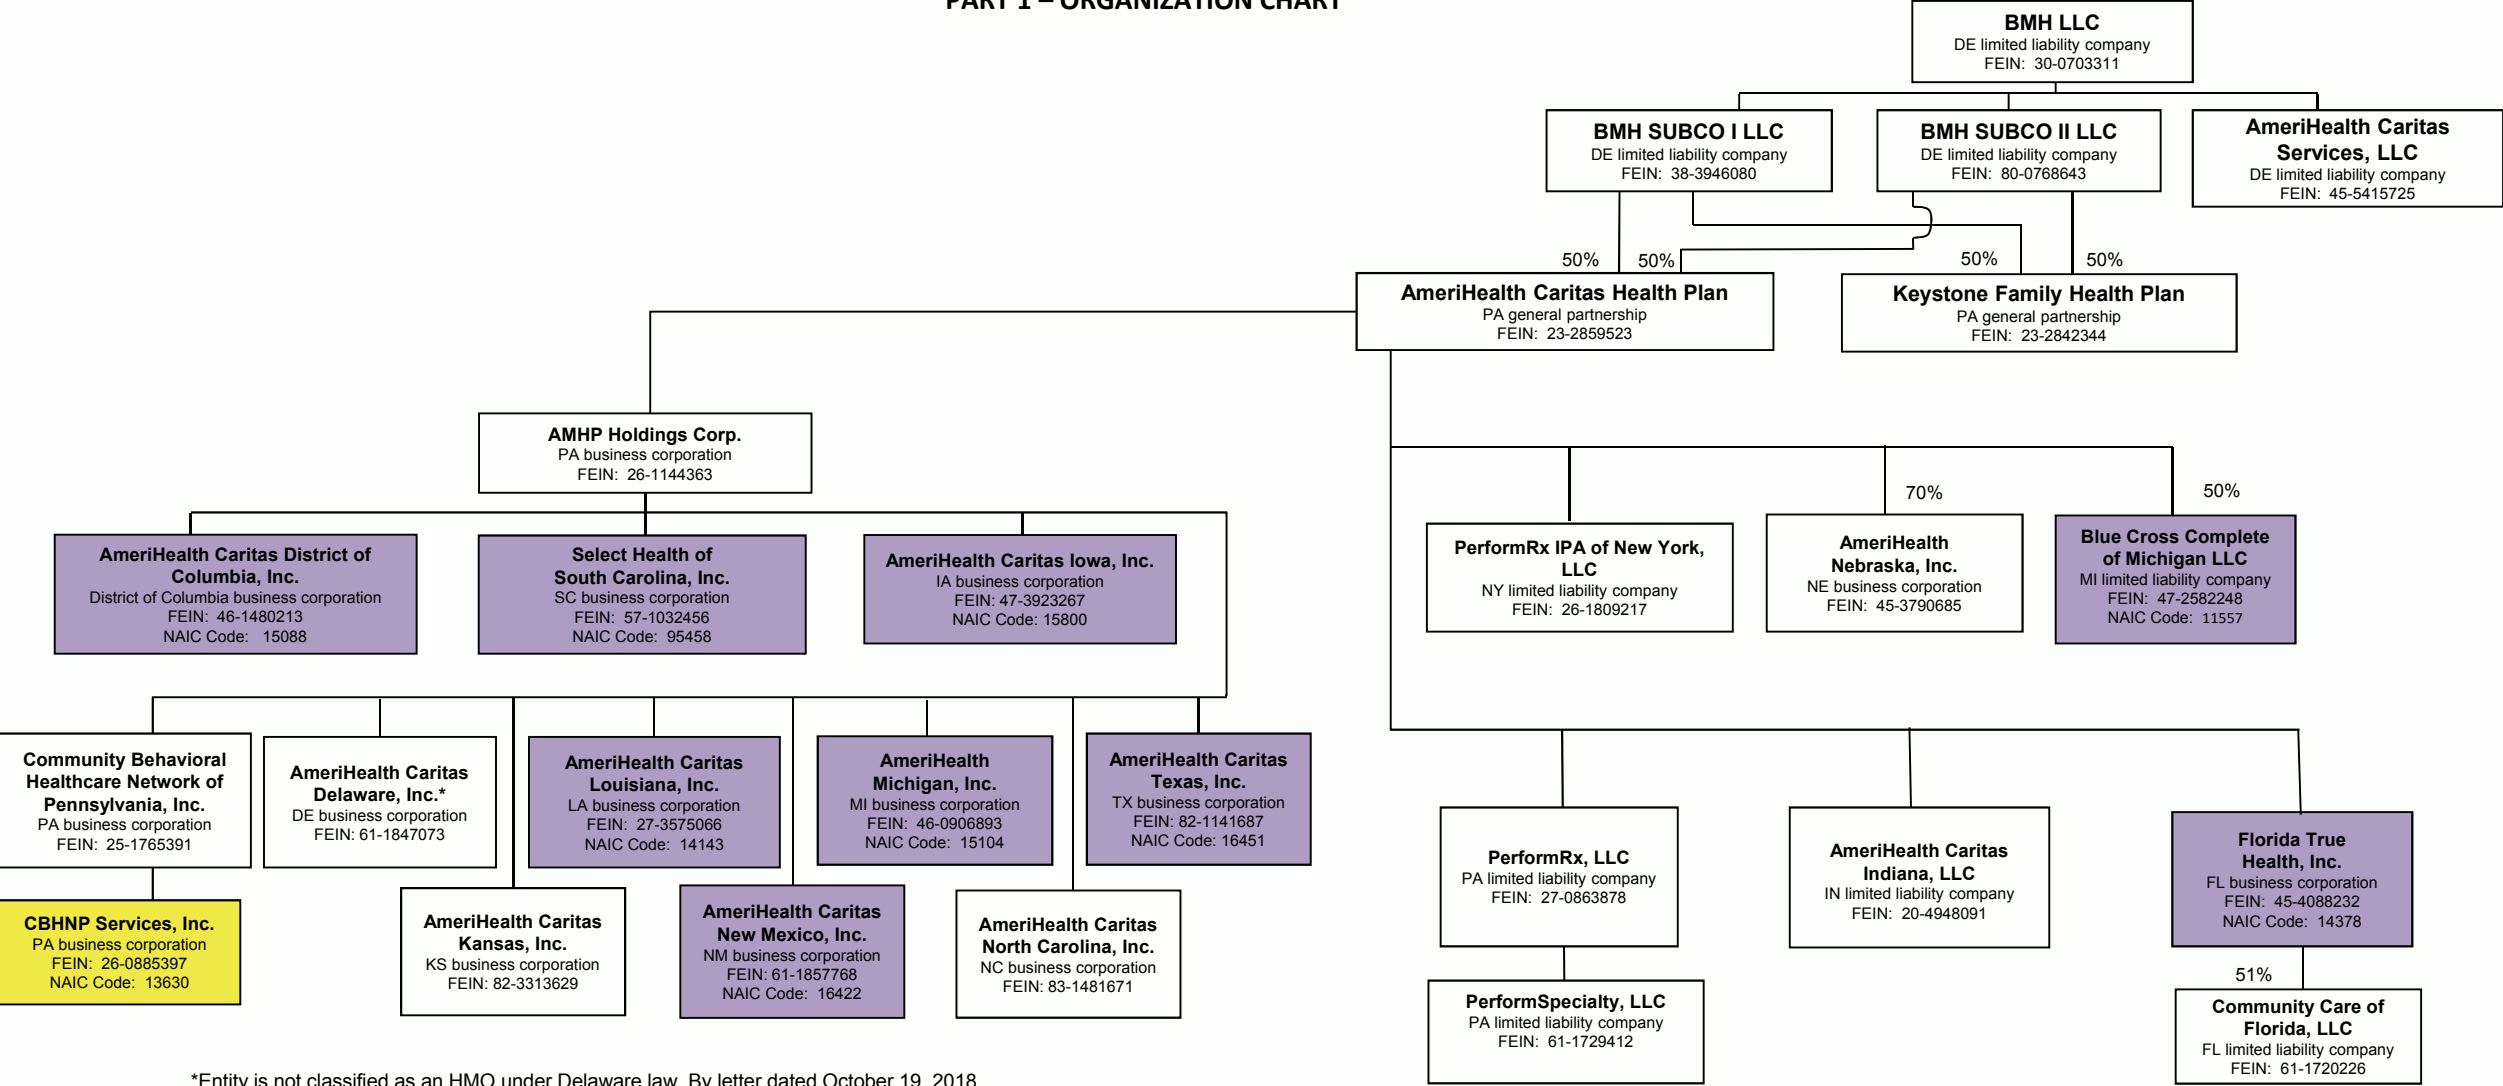 PART 1 – ORGANIZATION CHART
BMH LLC
DE limited liability company
FEIN: 30-0703311
BMH SUBCO I LLC
DE limited liability company
FEIN: 38-3946080
BMH SUBCO II LLC
DE limited liability company
FEIN: 80-0768643
AmeriHealth Caritas
Services, LLC
DE limited liability company
FEIN: 45-5415725
50%
50%
50%
50%
AmeriHealth Caritas Health Plan
PA general partnership
FEIN: 23-2859523
Keystone Family Health Plan
PA general partnership
FEIN: 23-2842344
AMHP Holdings Corp.
PA business corporation
FEIN: 26-1144363
70%
50%
AmeriHealth Caritas District of
Columbia, Inc.
District of Columbia business corporation
FEIN: 46-1480213
NAIC Code: 15088
Select Health of
South Carolina, Inc.
SC business corporation
FEIN: 57-1032456
NAIC Code: 95458
AmeriHealth Caritas Iowa, Inc.
IA business corporation
FEIN: 47-3923267
NAIC Code: 15800
PerformRx IPA of New York,
LLC
NY limited liability company
FEIN: 26-1809217
AmeriHealth
Nebraska, Inc.
NE business corporation
FEIN: 45-3790685
Blue Cross Complete
of Michigan LLC
MI limited liability company
FEIN: 47-2582248
NAIC Code: 11557
Community Behavioral
Healthcare Network of
Pennsylvania, Inc.
PA business corporation
FEIN: 25-1765391
AmeriHealth Caritas
Delaware, Inc.*
DE business corporation
FEIN: 61-1847073
AmeriHealth Caritas
Louisiana, Inc.
LA business corporation
FEIN: 27-3575066
NAIC Code: 14143
AmeriHealth
Michigan, Inc.
MI business corporation
FEIN: 46-0906893
NAIC Code: 15104
AmeriHealth Caritas
Texas, Inc.
TX business corporation
FEIN: 82-1141687
NAIC Code: 16451
PerformRx, LLC
PA limited liability company
FEIN: 27-0863878
AmeriHealth Caritas
Indiana, LLC
IN limited liability company
FEIN: 20-4948091
Florida True
Health, Inc.
FL business corporation
FEIN: 45-4088232
NAIC Code: 14378
CBHNP Services, Inc.
PA business corporation
FEIN: 26-0885397
NAIC Code: 13630
AmeriHealth Caritas
Kansas, Inc.
KS business corporation
FEIN: 82-3313629
AmeriHealth Caritas
New Mexico, Inc.
NM business corporation
FEIN: 61-1857768
NAIC Code: 16422
AmeriHealth Caritas
North Carolina, Inc.
NC business corporation
FEIN: 83-1481671
PerformSpecialty, LLC
PA limited liability company
FEIN: 61-1729412
51%
Community Care of
Florida, LLC
FL limited liability company
FEIN: 61-1720226
*Entity is not classified as an HMO under Delaware law. By letter dated October 19, 2018